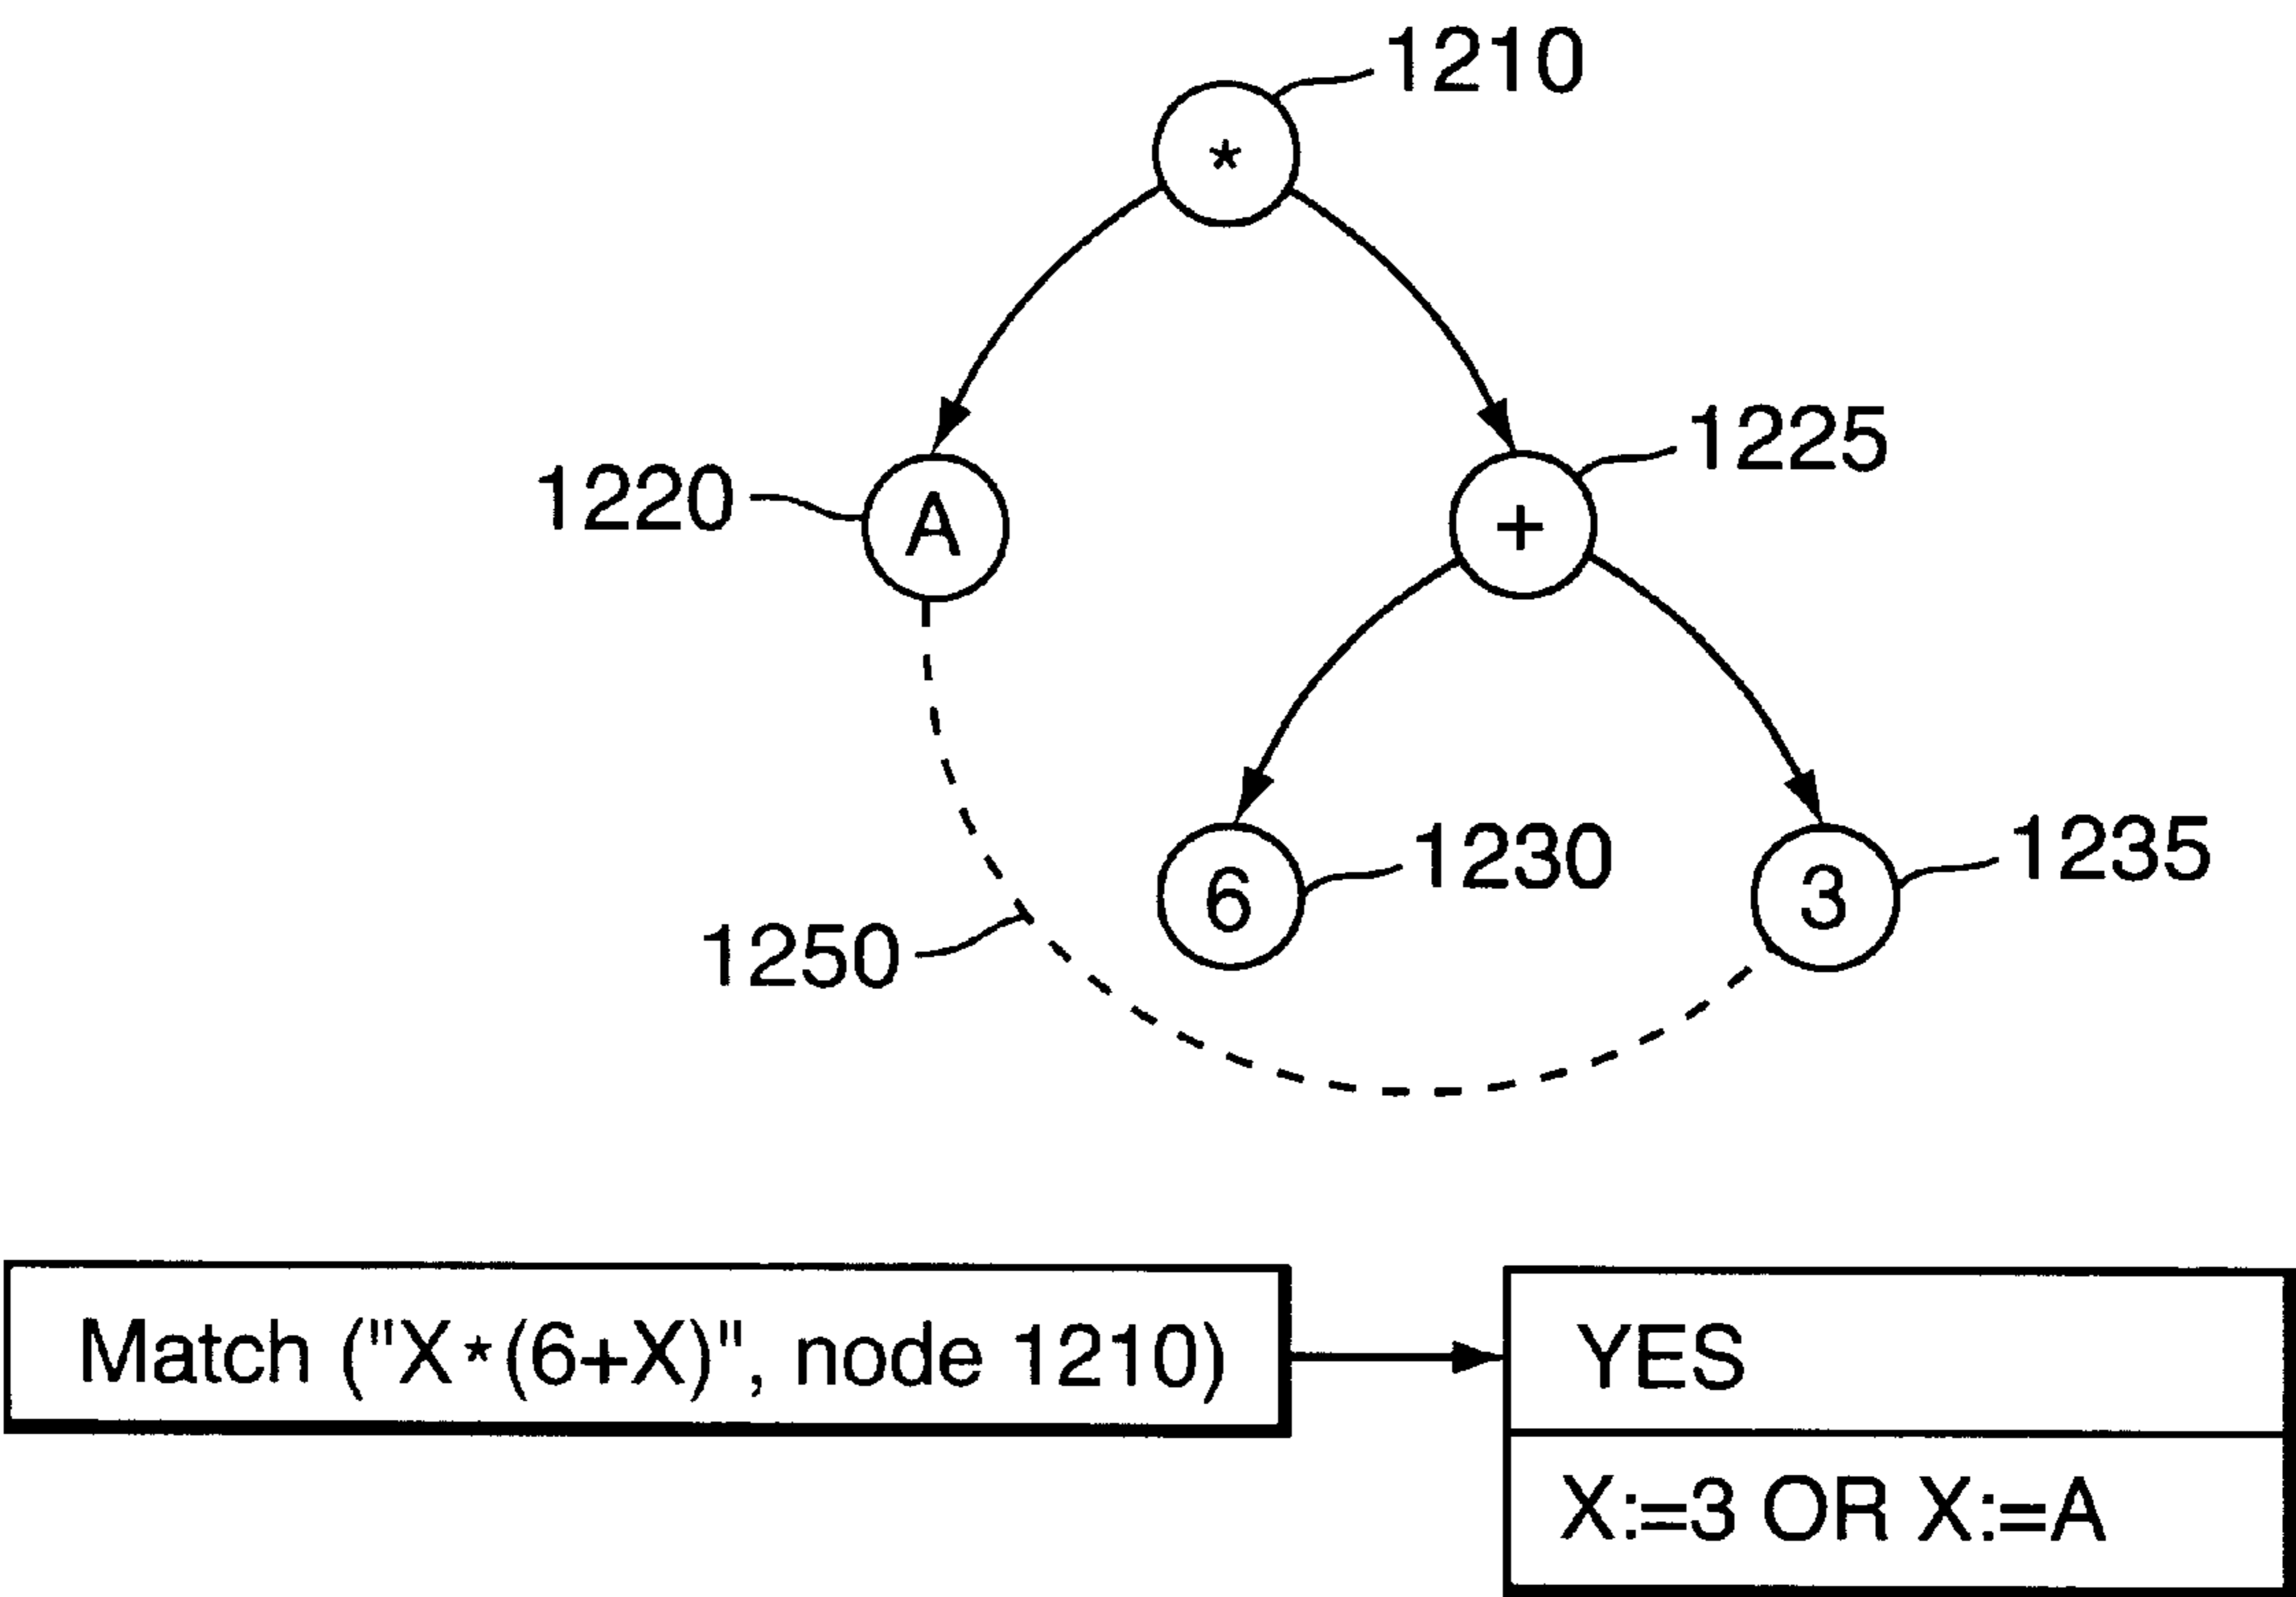 1210
*
1225
1220
A
+
1230
1235
6
3
1250
Match ("X*(6+X)", node 1210)
YES
X:=3 OR X:=A